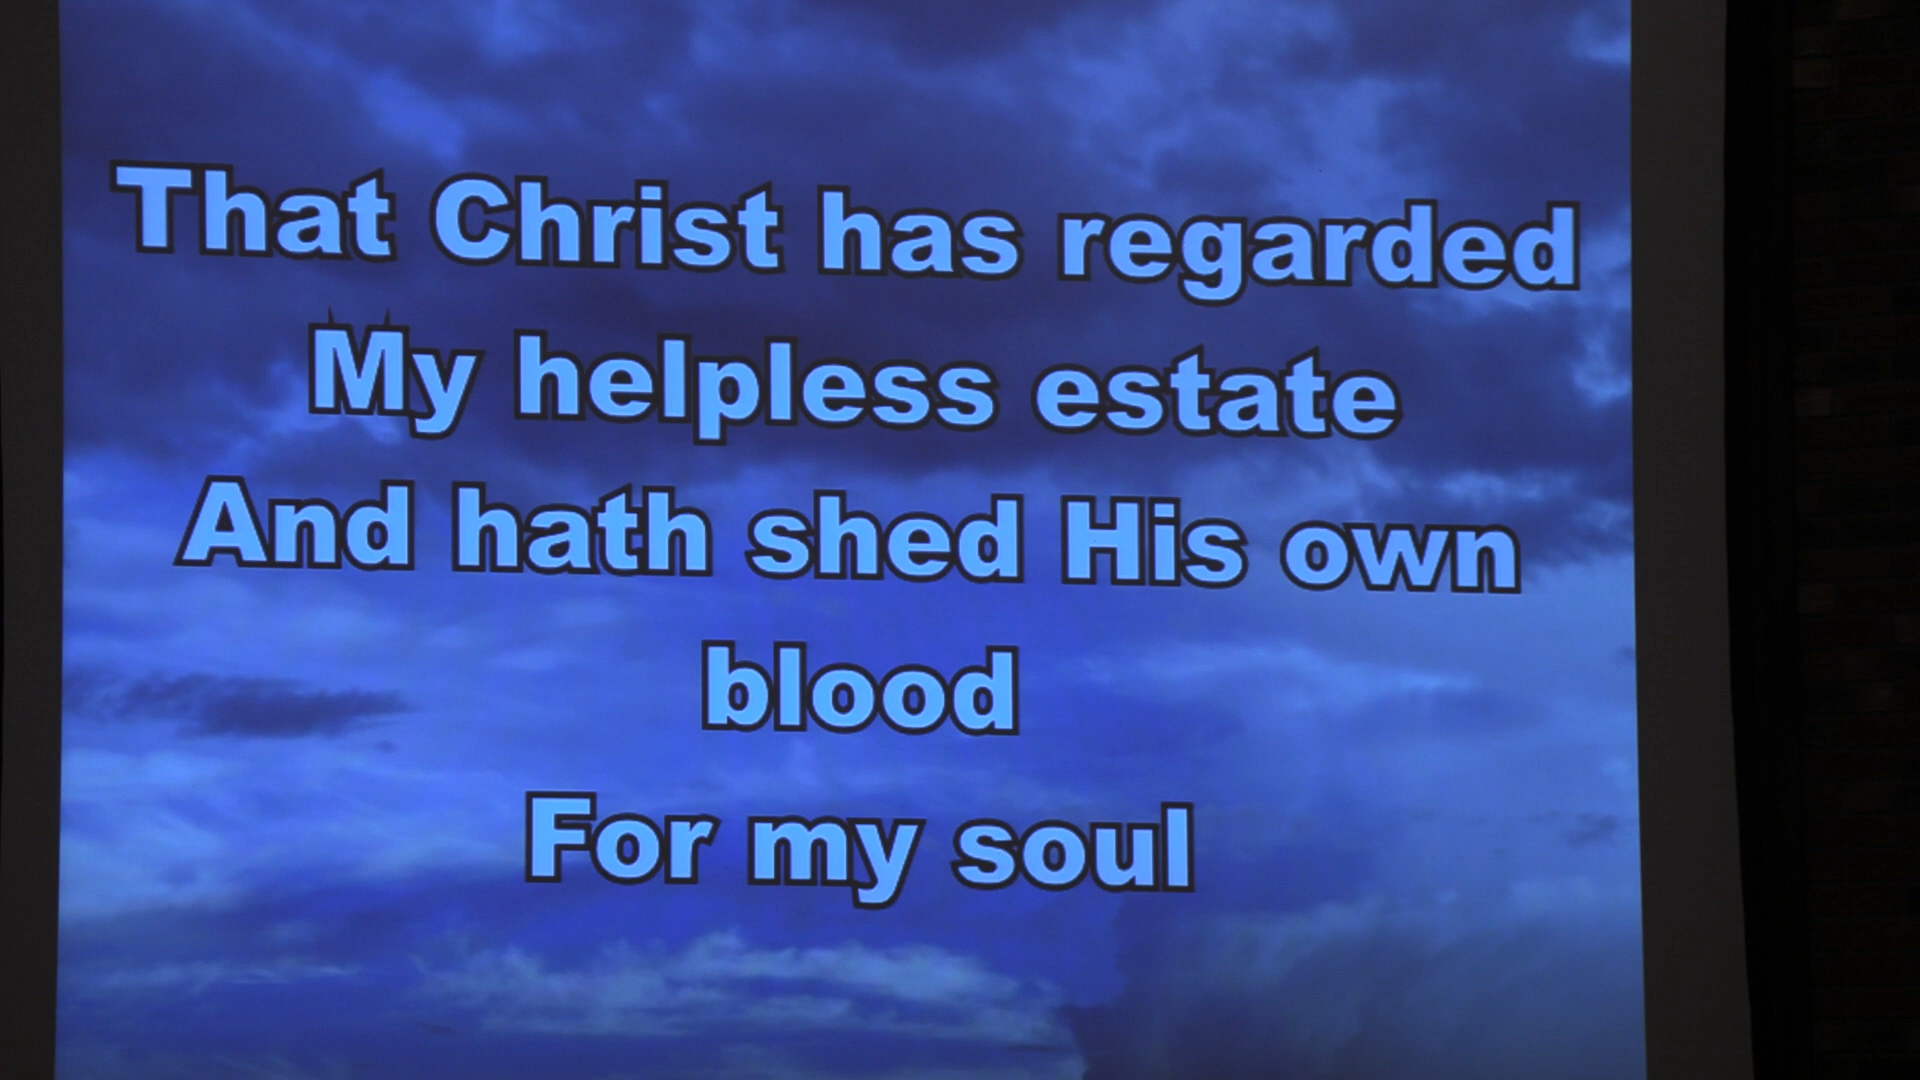 That Christ has regarded
My helpless estate
And hath shed His own
blood
For my soul